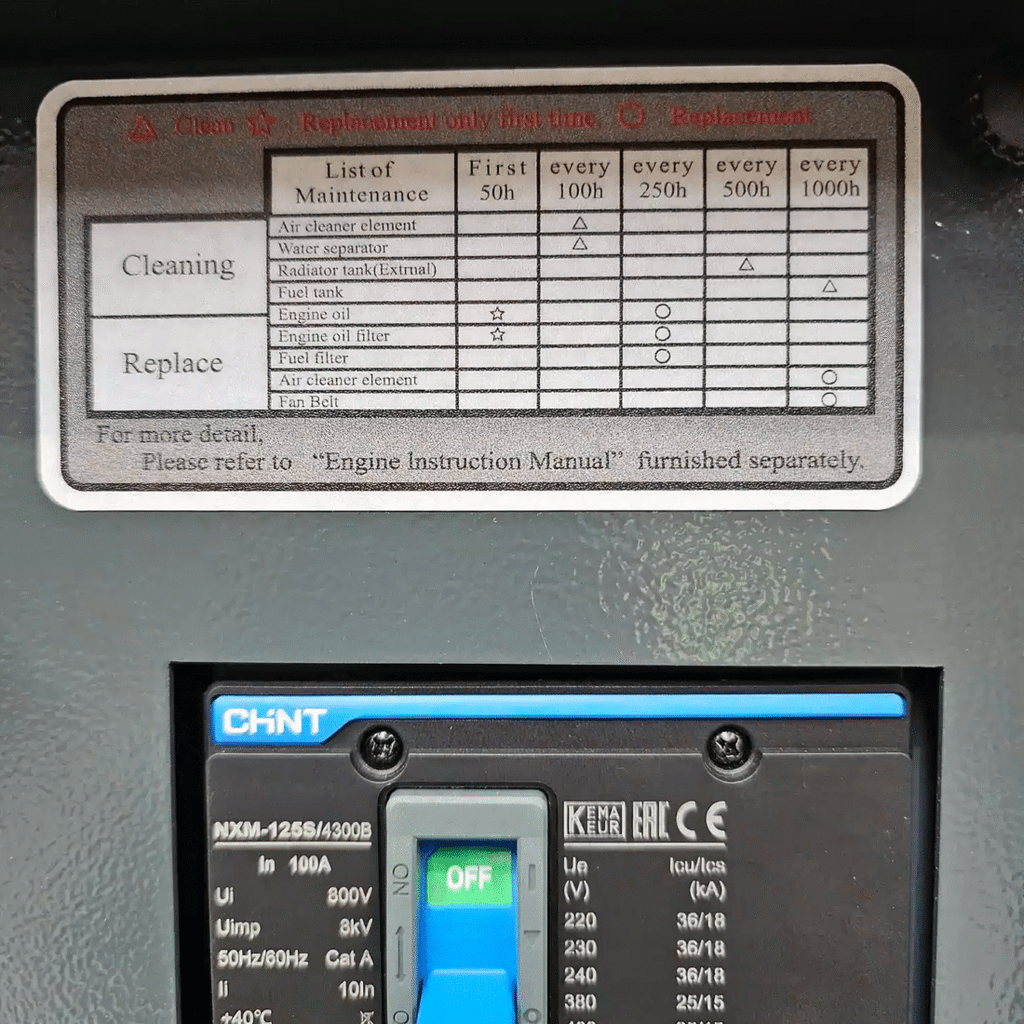 △ Clean ☆ Replacement only first time, ○ Replacement
List of Maintenance First 50h every 100h every 250h every 500h every 1000h
Cleaning
Air cleaner element △
Water separator △
Radiator tank(Extrnal) △
Fuel tank △
Replace
Engine oil ☆ ○
Engine oil filter ☆ ○
Fuel filter ○
Air cleaner element ○
Fan Belt ○
For more detail,
Please refer to "Engine Instruction Manual" furnished separately.
CHNT
NXM-125S/4300B
In 100A
Ui 800V
Uimp 8kV
50Hz/60Hz Cat A
Ii 10In
+40℃
ON
OFF
KEMA EUR EAC CE
Ue Icu/Ics
(V) (kA)
220 36/18
230 36/18
240 36/18
380 25/15